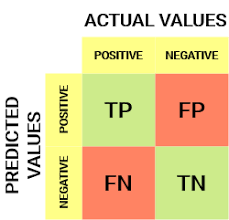 ACTUAL VALUES
POSITIVE NEGATIVE
PREDICTED
VALUES
POSITIVE
TP FP
NEGATIVE
FN TN